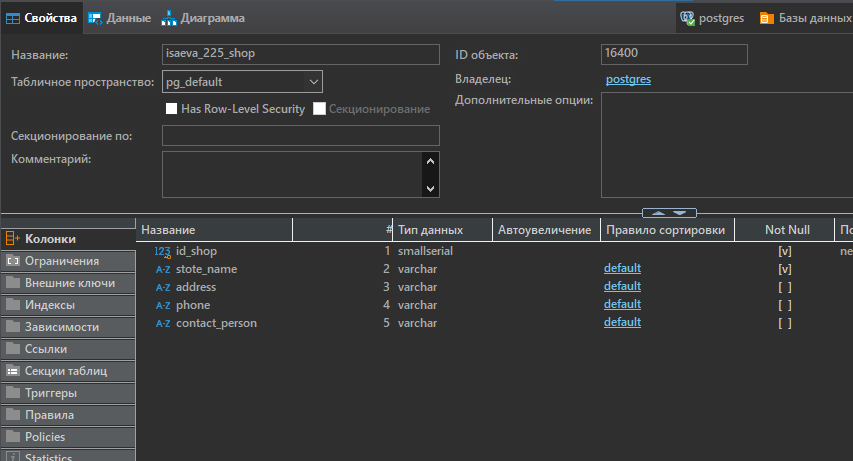 Свойства Данные Диаграмма postgres Базы данных
Название: isaeva_225_shop ID объекта: 16400
Табличное пространство: pg_default Владелец: postgres
Has Row-Level Security Секционирование Дополнительные опции:
Секционирование по:
Комментарий:
Название # Тип данных Автоувеличение Правило сортировки Not Null По
Колонки id_shop 1 smallserial [v] ne
Ограничения stote_name 2 varchar default [v]
Внешние ключи address 3 varchar default [ ]
Индексы phone 4 varchar default [ ]
Зависимости contact_person 5 varchar default [ ]
Ссылки
Секции таблиц
Триггеры
Правила
Policies
Statistics